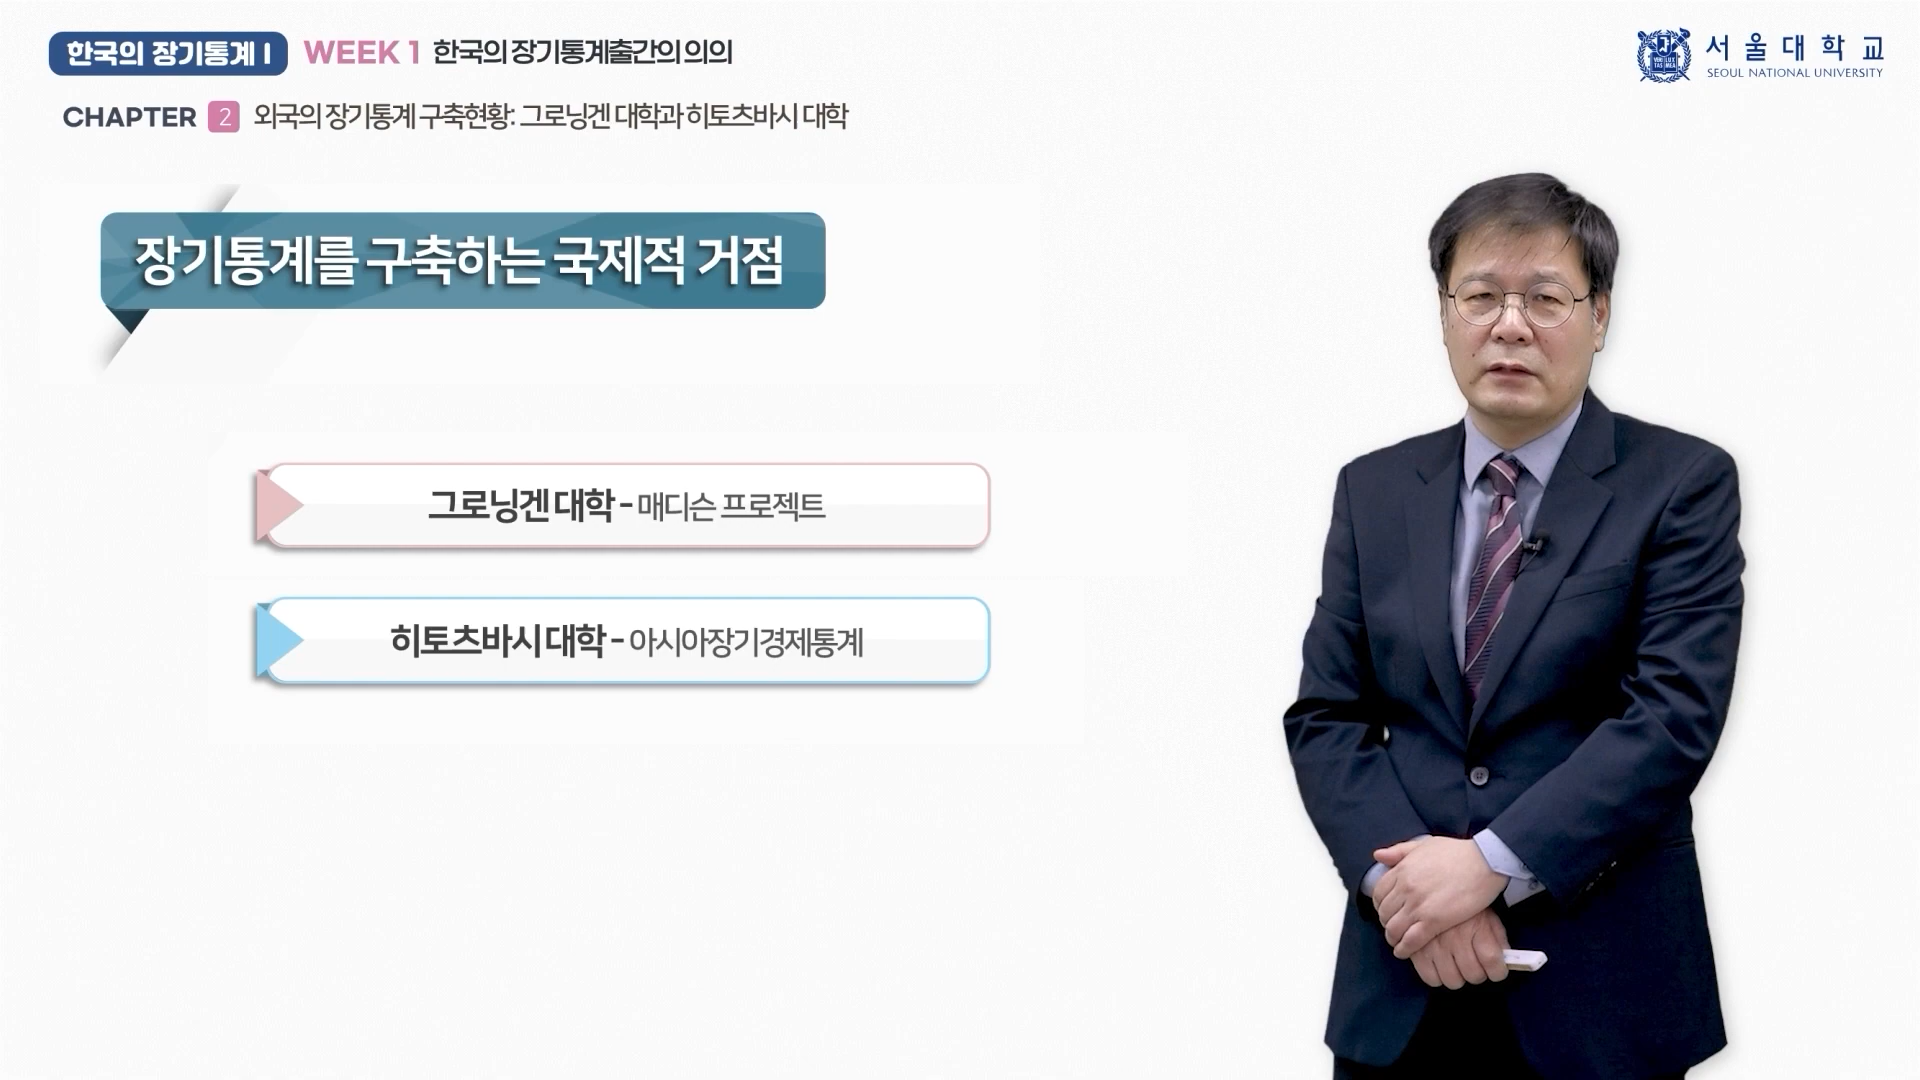 한국의 장기통계 I WEEK 1 한국의 장기통계출간의 의의
서울대학교
SEOUL NATIONAL UNIVERSITY
CHAPTER 2 외국의 장기통계 구축현황: 그로닝겐 대학과 히토츠바시 대학
장기통계를 구축하는 국제적 거점
그로닝겐 대학 - 매디슨 프로젝트
히토츠바시 대학 - 아시아장기경제통계